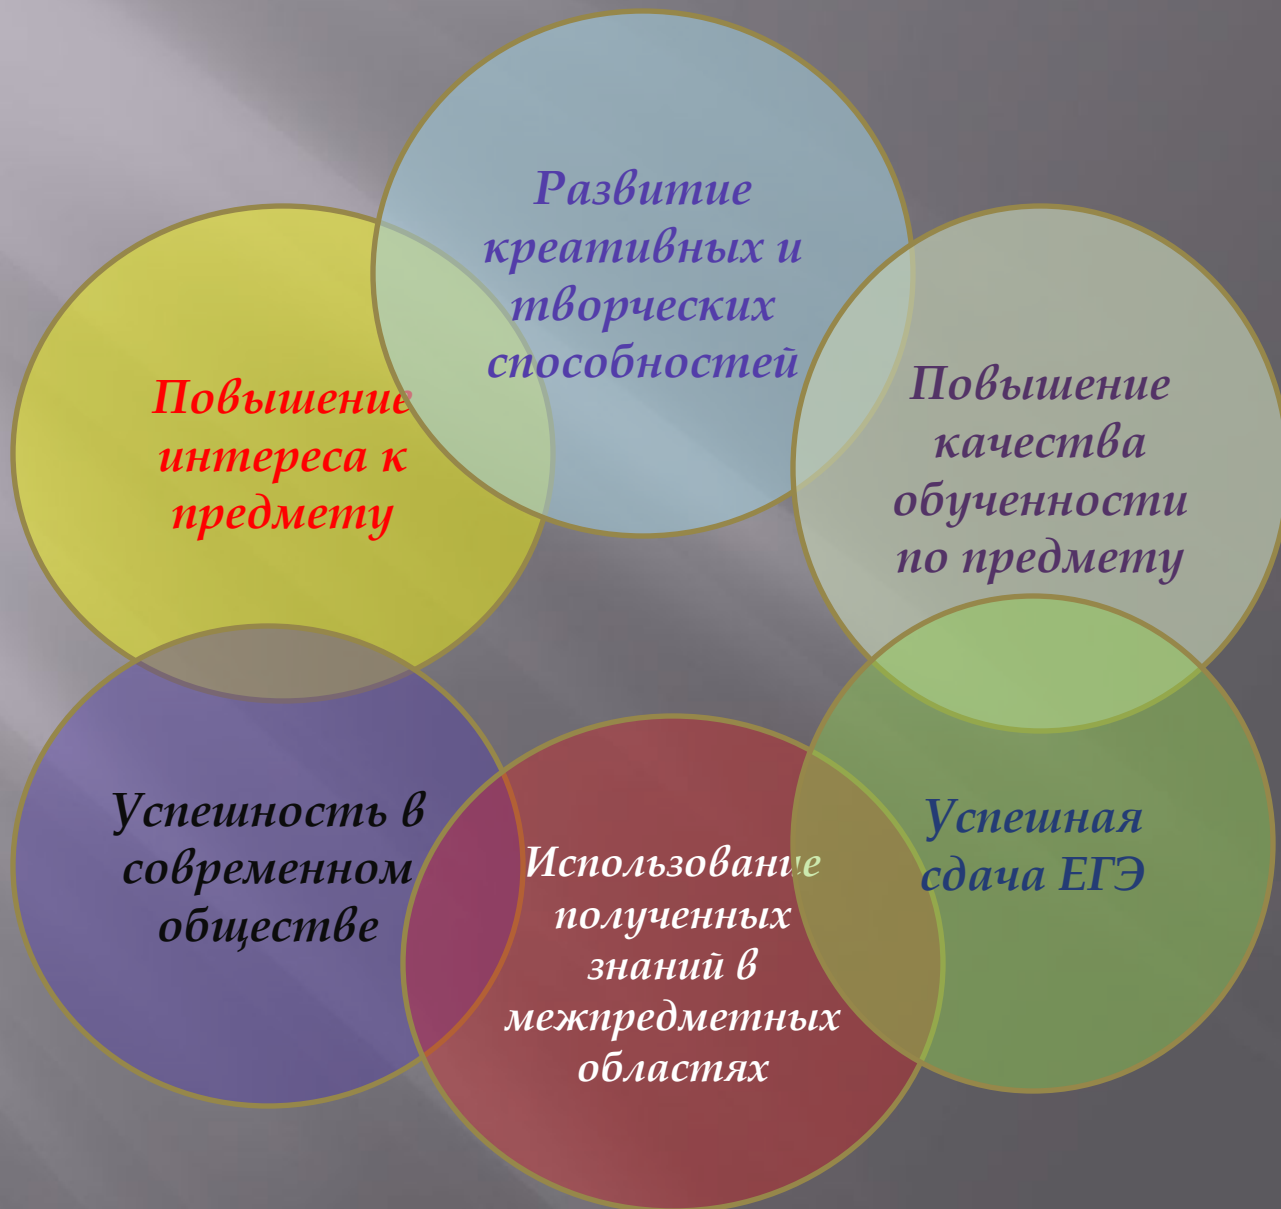 Развитие
креативных и
творческих
способностей
Повышение
интереса к
предмету
Повышение
качества
обученности
по предмету
Успешность в
современном
обществе
Использование
полученных
знаний в
межпредметных
областях
Успешная
сдача ЕГЭ